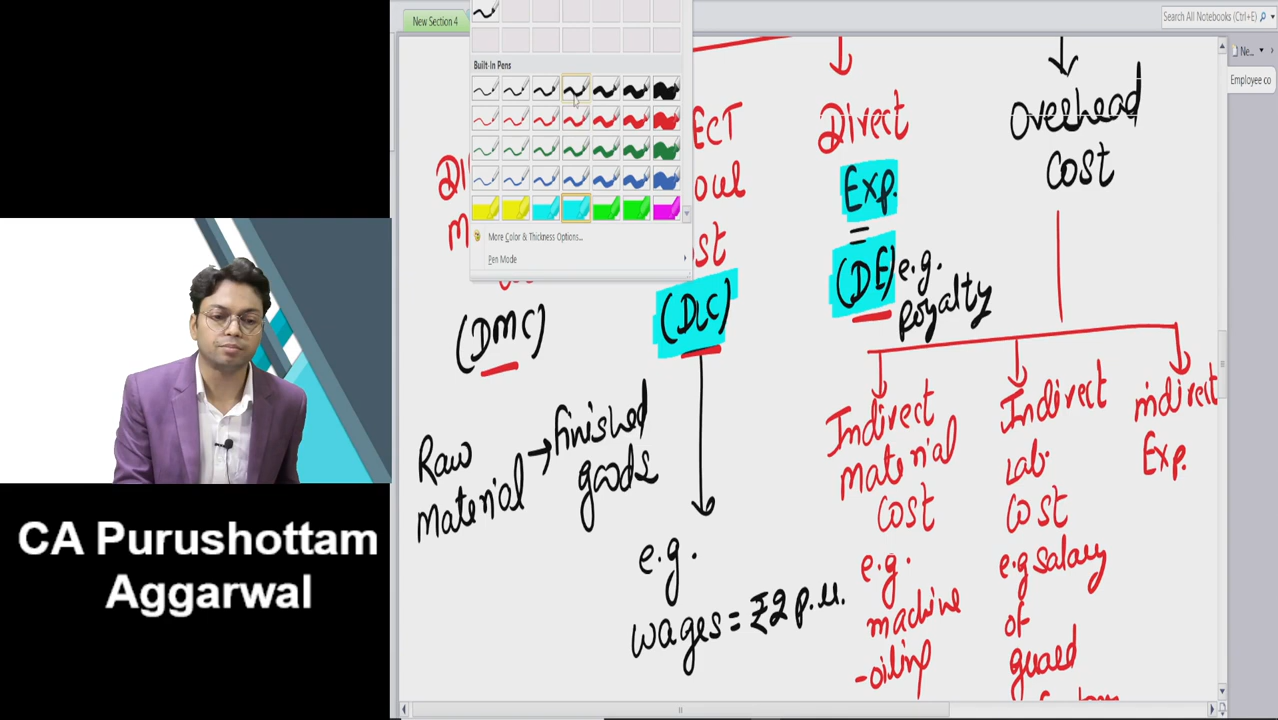 New Section 4
Search All Notebooks (Ctrl+E)
Ne...
Employee co
Built-In Pens
More Color & Thickness Options...
Pen Mode
ECT
Direct
Exp.
(DE)
e.g.
royalty
Overhead
cost
(DMC)
(DLC)
Raw
material → finished
goods
e.g.
wages = ₹2 p.u.
Indirect
material
cost
e.g.
machine
-oiling
Indirect
Lab.
cost
e.g salary
of
guard
indirect
Exp.
CA Purushottam
Aggarwal